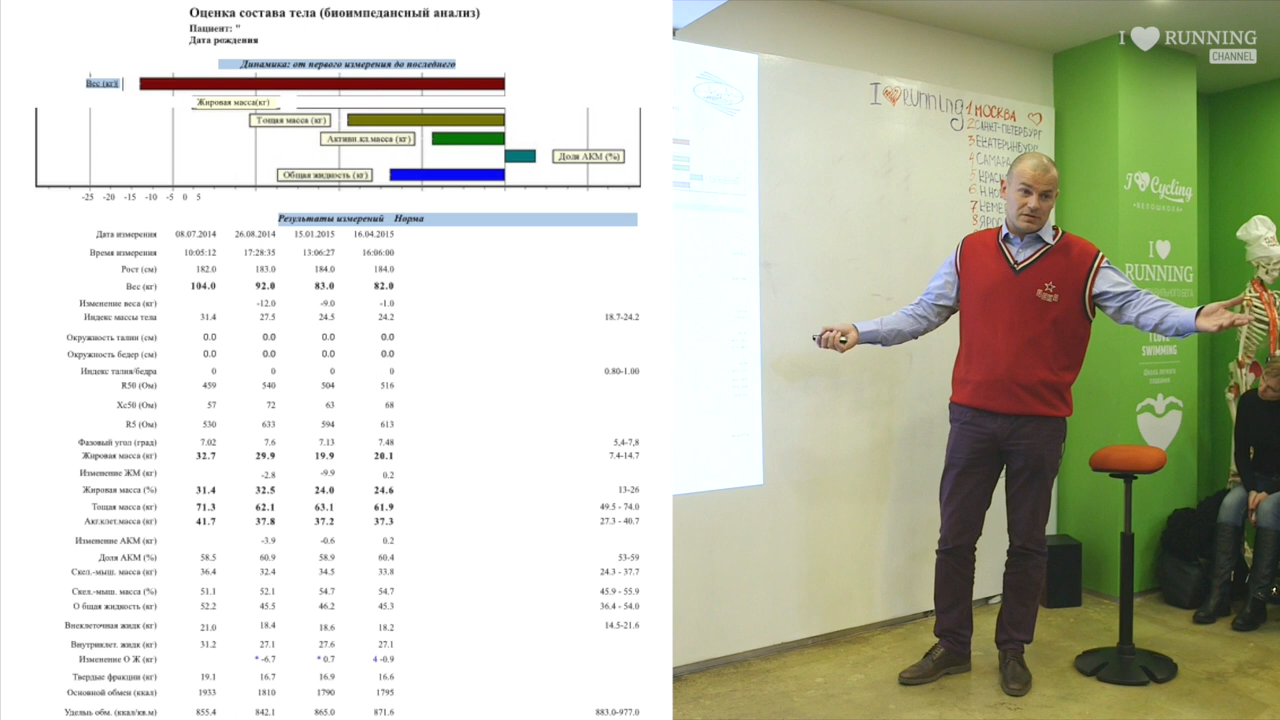 Оценка состава тела (биоимпедансный анализ)
Пациент: "
Дата рождения
Динамика: от первого измерения до последнего
Вес (кг)
Жировая масса(кг)
Тощая масса (кг)
Активн.кл.масса (кг)
Доля АКМ (%)
Общая жидкость (кг)
-25 -20 -15 -10 -5 0 5
Результаты измерений Норма
Дата измерения 08.07.2014 26.08.2014 15.01.2015 16.04.2015
Время измерения 10:05:12 17:28:35 13:06:27 16:06:00
Рост (см) 182.0 183.0 184.0 184.0
Вес (кг) 104.0 92.0 83.0 82.0
Изменение веса (кг) -12.0 -9.0 -1.0
Индекс массы тела 31.4 27.5 24.5 24.2 18.7-24.2
Окружность талии (см) 0.0 0.0 0.0 0.0
Окружность бедер (см) 0.0 0.0 0.0 0.0
Индекс талия/бедра 0 0 0 0 0.80-1.00
R50 (Ом) 459 540 504 516
Xc50 (Ом) 57 72 63 68
R5 (Ом) 530 633 594 613
Фазовый угол (град) 7.02 7.6 7.13 7.48 5,4-7,8
Жировая масса (кг) 32.7 29.9 19.9 20.1 7.4-14.7
Изменение ЖМ (кг) -2.8 -9.9 0.2
Жировая масса (%) 31.4 32.5 24.0 24.6 13-26
Тощая масса (кг) 71.3 62.1 63.1 61.9 49.5 - 74.0
Акт.клет.масса (кг) 41.7 37.8 37.2 37.3 27.3 - 40.7
Изменение АКМ (кг) -3.9 -0.6 0.2
Доля АКМ (%) 58.5 60.9 58.9 60.4 53-59
Скел.-мыш. масса (кг) 36.4 32.4 34.5 33.8 24.3 - 37.7
Скел.-мыш. масса (%) 51.1 52.1 54.7 54.7 45.9 - 55.9
О бщая жидкость (кг) 52.2 45.5 46.2 45.3 36.4 - 54.0
Внеклеточная жидк (кг) 21.0 18.4 18.6 18.2 14.5-21.6
Внутриклет. жидк (кг) 31.2 27.1 27.6 27.1
Изменение О Ж (кг) * -6.7 * 0.7 4 -0.9
Твердые фракции (кг) 19.1 16.7 16.9 16.6
Основной обмен (ккал) 1933 1810 1790 1795
Удельн обм. (ккал/кв.м) 855.4 842.1 865.0 871.6 883.0-977.0
I RUNNING
CHANNEL
I Running
1 МОСКВА
2 САНКТ-ПЕТЕРБУРГ
3 ЕКАТЕРИНБУРГ
4 САМАРА
5
6
7
8
I Cycling
ВЕЛОШКОЛА
I
RUNNING
I LOVE
SWIMMING